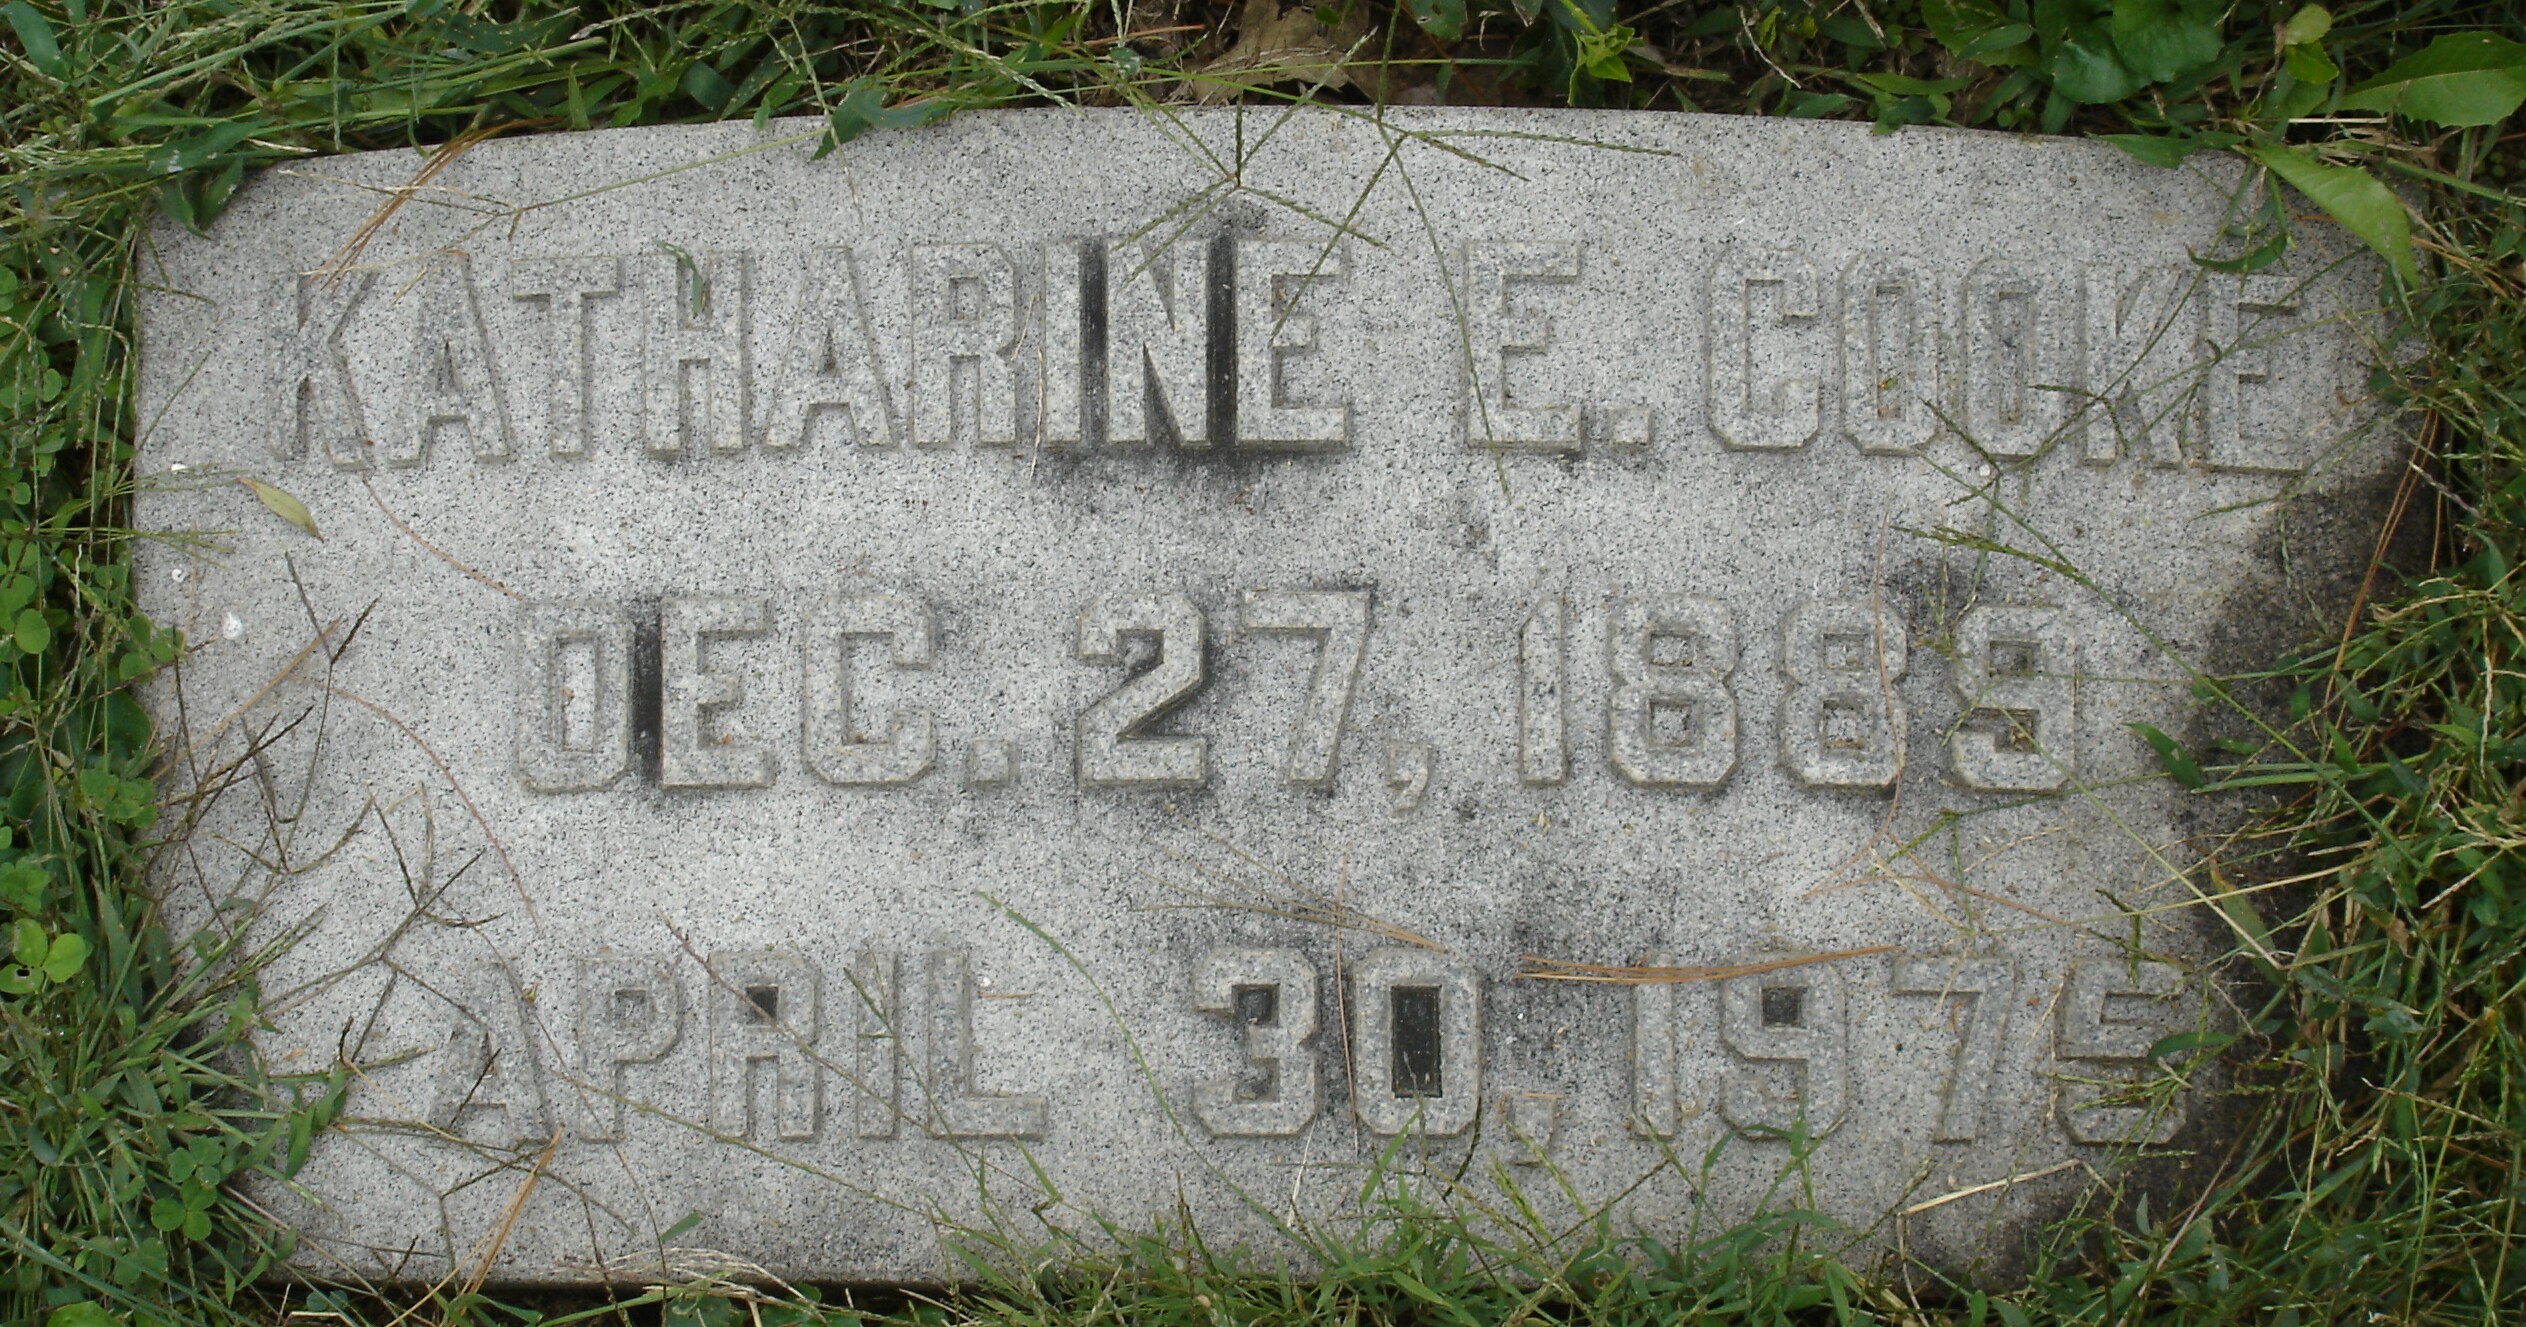 KATHARINE E. COOKE
DEC. 27, 1889
APRIL 30, 1975